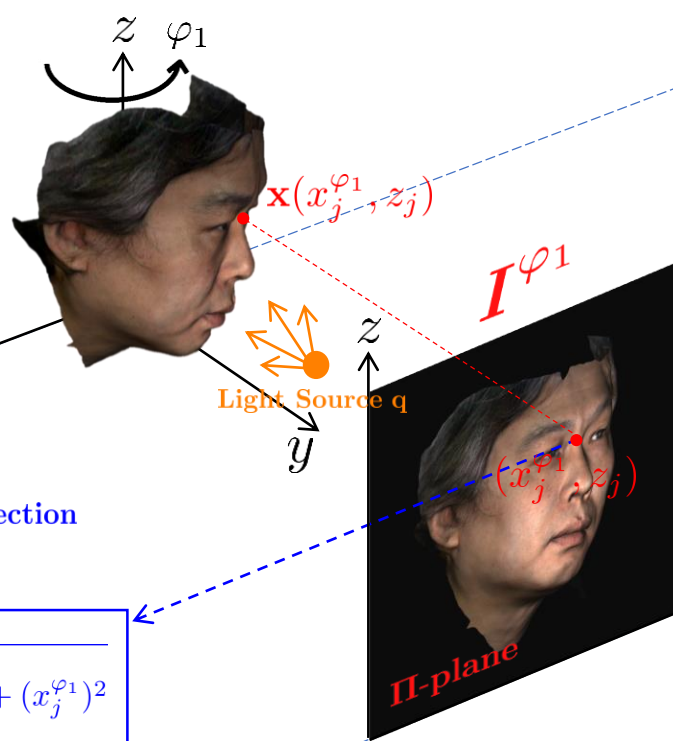 z φ₁
𝐱(x_j^{φ₁}, z_j)
I^{φ₁}
z
Light Source q
y
(x_j^{φ₁}, z_j)
ection
+ (x_j^{φ₁})²
Π-plane